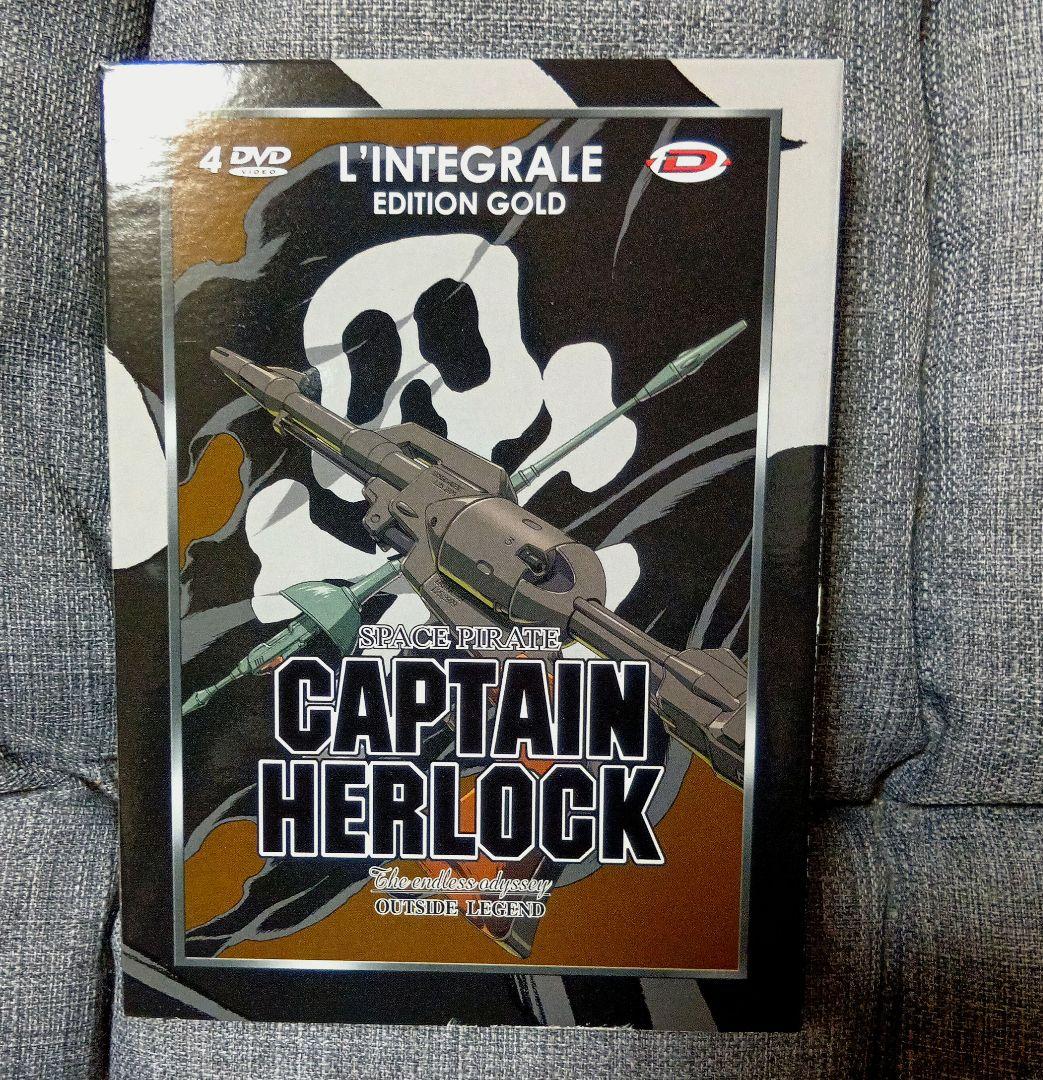 4 DVD
VIDEO
L'INTEGRALE
EDITION GOLD
D
SPACE PIRATE
CAPTAIN
HERLOCK
The endless odyssey
OUTSIDE LEGEND